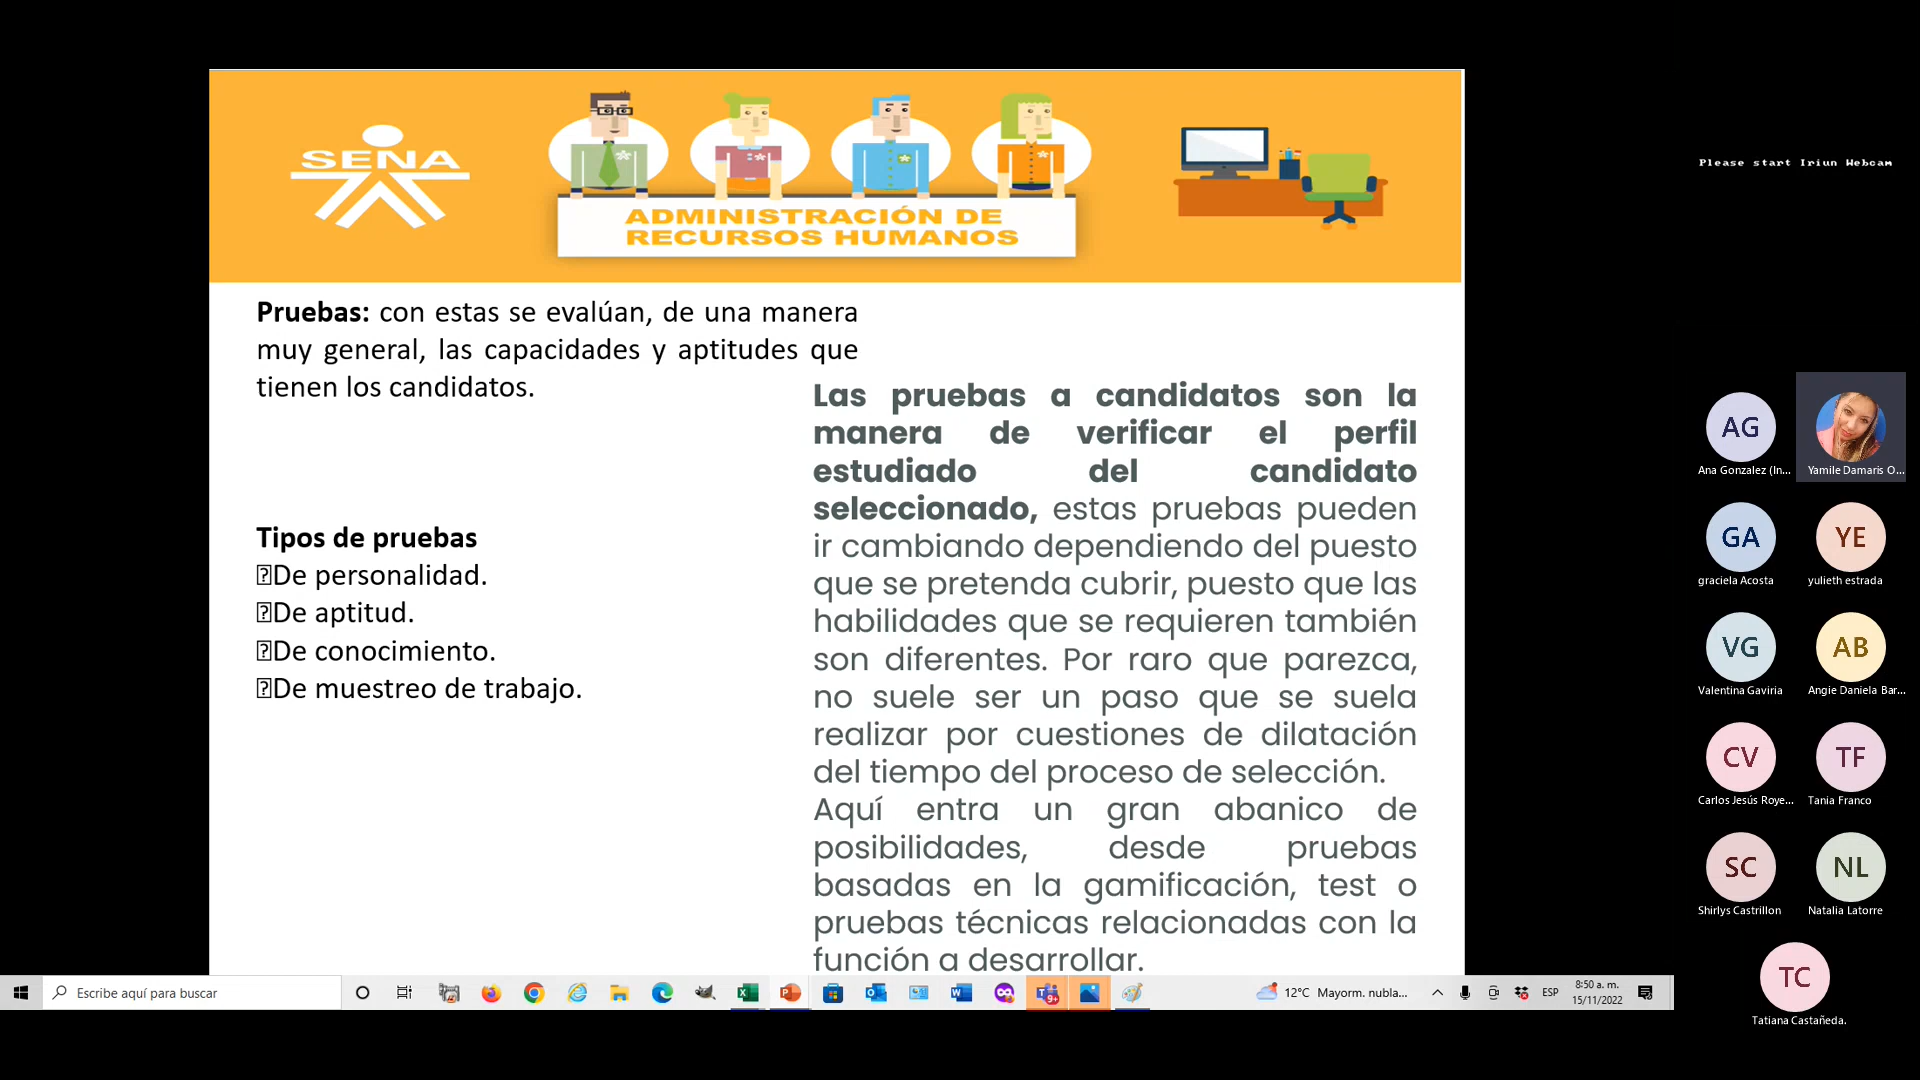 SENA
ADMINISTRACIÓN DE
RECURSOS HUMANOS
Pruebas: con estas se evalúan, de una manera
muy general, las capacidades y aptitudes que
tienen los candidatos.
Tipos de pruebas
De personalidad.
De aptitud.
De conocimiento.
De muestreo de trabajo.
Las pruebas a candidatos son la
manera de verificar el perfil
estudiado del candidato
seleccionado, estas pruebas pueden
ir cambiando dependiendo del puesto
que se pretenda cubrir, puesto que las
habilidades que se requieren también
son diferentes. Por raro que parezca,
no suele ser un paso que se suela
realizar por cuestiones de dilatación
del tiempo del proceso de selección.
Aquí entra un gran abanico de
posibilidades, desde pruebas
basadas en la gamificación, test o
pruebas técnicas relacionadas con la
función a desarrollar.
Please start Iriun Webcam
AG
Ana Gonzalez (In...
Yamile Damaris O...
GA
graciela Acosta
YE
yulieth estrada
VG
Valentina Gaviria
AB
Angie Daniela Bar...
CV
Carlos Jesús Roye...
TF
Tania Franco
SC
Shirlys Castrillon
NL
Natalia Latorre
TC
Tatiana Castañeda.
Escribe aquí para buscar
9+
12°C Mayorm. nubla...
ESP
8:50 a. m.
15/11/2022